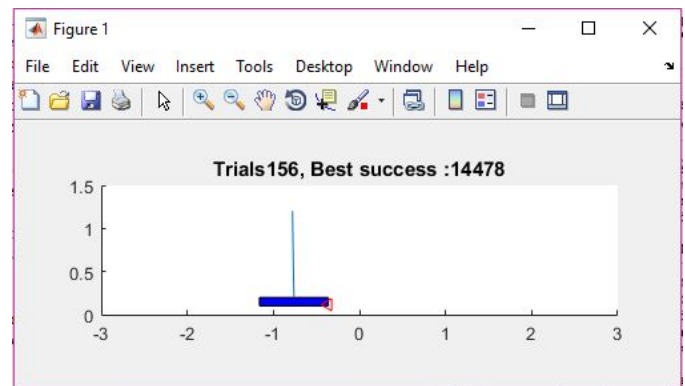 Figure 1
File Edit View Insert Tools Desktop Window Help
Trials156, Best success :14478
1.5
1
0.5
0
-3 -2 -1 0 1 2 3